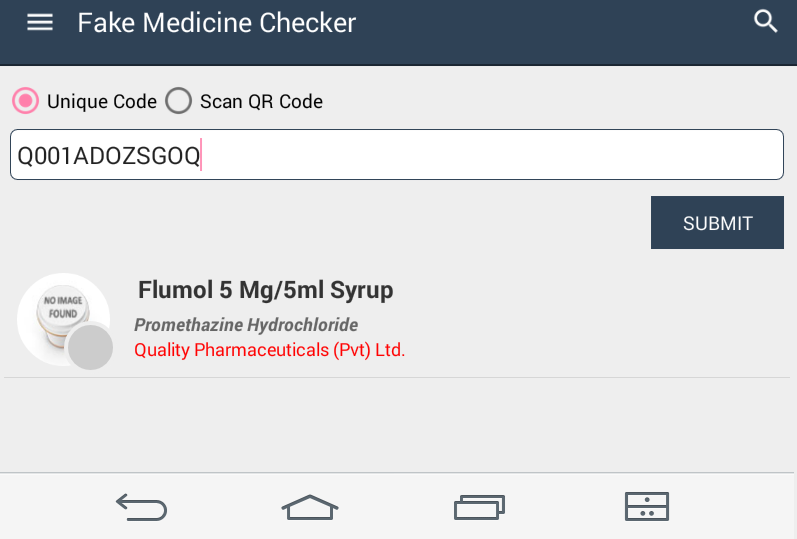 Fake Medicine Checker
Unique Code Scan QR Code
Q001ADOZSGOQ
SUBMIT
Flumol 5 Mg/5ml Syrup
NO IMAGE
FOUND
Promethazine Hydrochloride
Quality Pharmaceuticals (Pvt) Ltd.